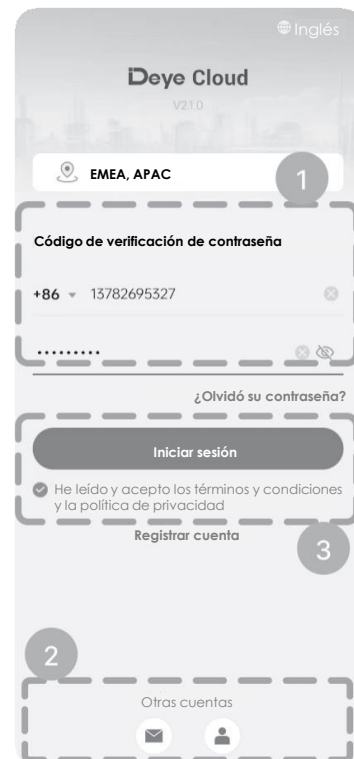 Inglés
Deye Cloud
V2.1.0
EMEA, APAC
1
Código de verificación de contraseña
+86 13782695327
¿Olvidó su contraseña?
Iniciar sesión
He leído y acepto los términos y condiciones
y la política de privacidad
Registrar cuenta
3
2
Otras cuentas